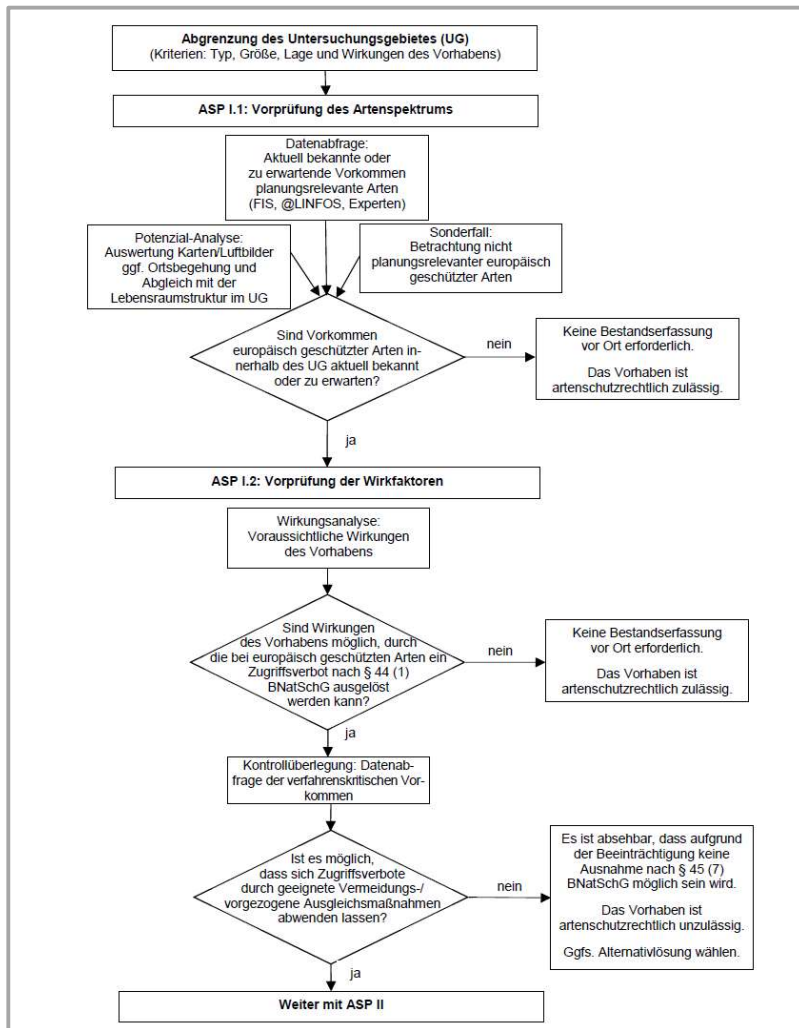 Abgrenzung des Untersuchungsgebietes (UG)
(Kriterien: Typ, Größe, Lage und Wirkungen des Vorhabens)
ASP I.1: Vorprüfung des Artenspektrums
Datenabfrage:
Aktuell bekannte oder
zu erwartende Vorkommen
planungsrelevante Arten
(FIS, @LINFOS, Experten)
Potenzial-Analyse:
Auswertung Karten/Luftbilder
ggf. Ortsbegehung und
Abgleich mit der
Lebensraumstruktur im UG
Sonderfall:
Betrachtung nicht
planungsrelevanter europäisch
geschützter Arten
Sind Vorkommen
europäisch geschützter Arten in-
nerhalb des UG aktuell bekannt
oder zu erwarten?
nein
Keine Bestandserfassung
vor Ort erforderlich.
Das Vorhaben ist
artenschutzrechtlich zulässig.
ja
ASP I.2: Vorprüfung der Wirkfaktoren
Wirkungsanalyse:
Voraussichtliche Wirkungen
des Vorhabens
Sind Wirkungen
des Vorhabens möglich, durch
die bei europäisch geschützten Arten ein
Zugriffsverbot nach § 44 (1)
BNatSchG ausgelöst
werden kann?
nein
Keine Bestandserfassung
vor Ort erforderlich.
Das Vorhaben ist
artenschutzrechtlich zulässig.
ja
Kontrollüberlegung: Datenab-
frage der verfahrenskritischen Vor-
kommen
Ist es möglich,
dass sich Zugriffsverbote
durch geeignete Vermeidungs-/
vorgezogene Ausgleichsmaßnahmen
abwenden lassen?
nein
Es ist absehbar, dass aufgrund
der Beeinträchtigung keine
Ausnahme nach § 45 (7)
BNatSchG möglich sein wird.
Das Vorhaben ist
artenschutzrechtlich unzulässig.
Ggfs. Alternativlösung wählen.
ja
Weiter mit ASP II